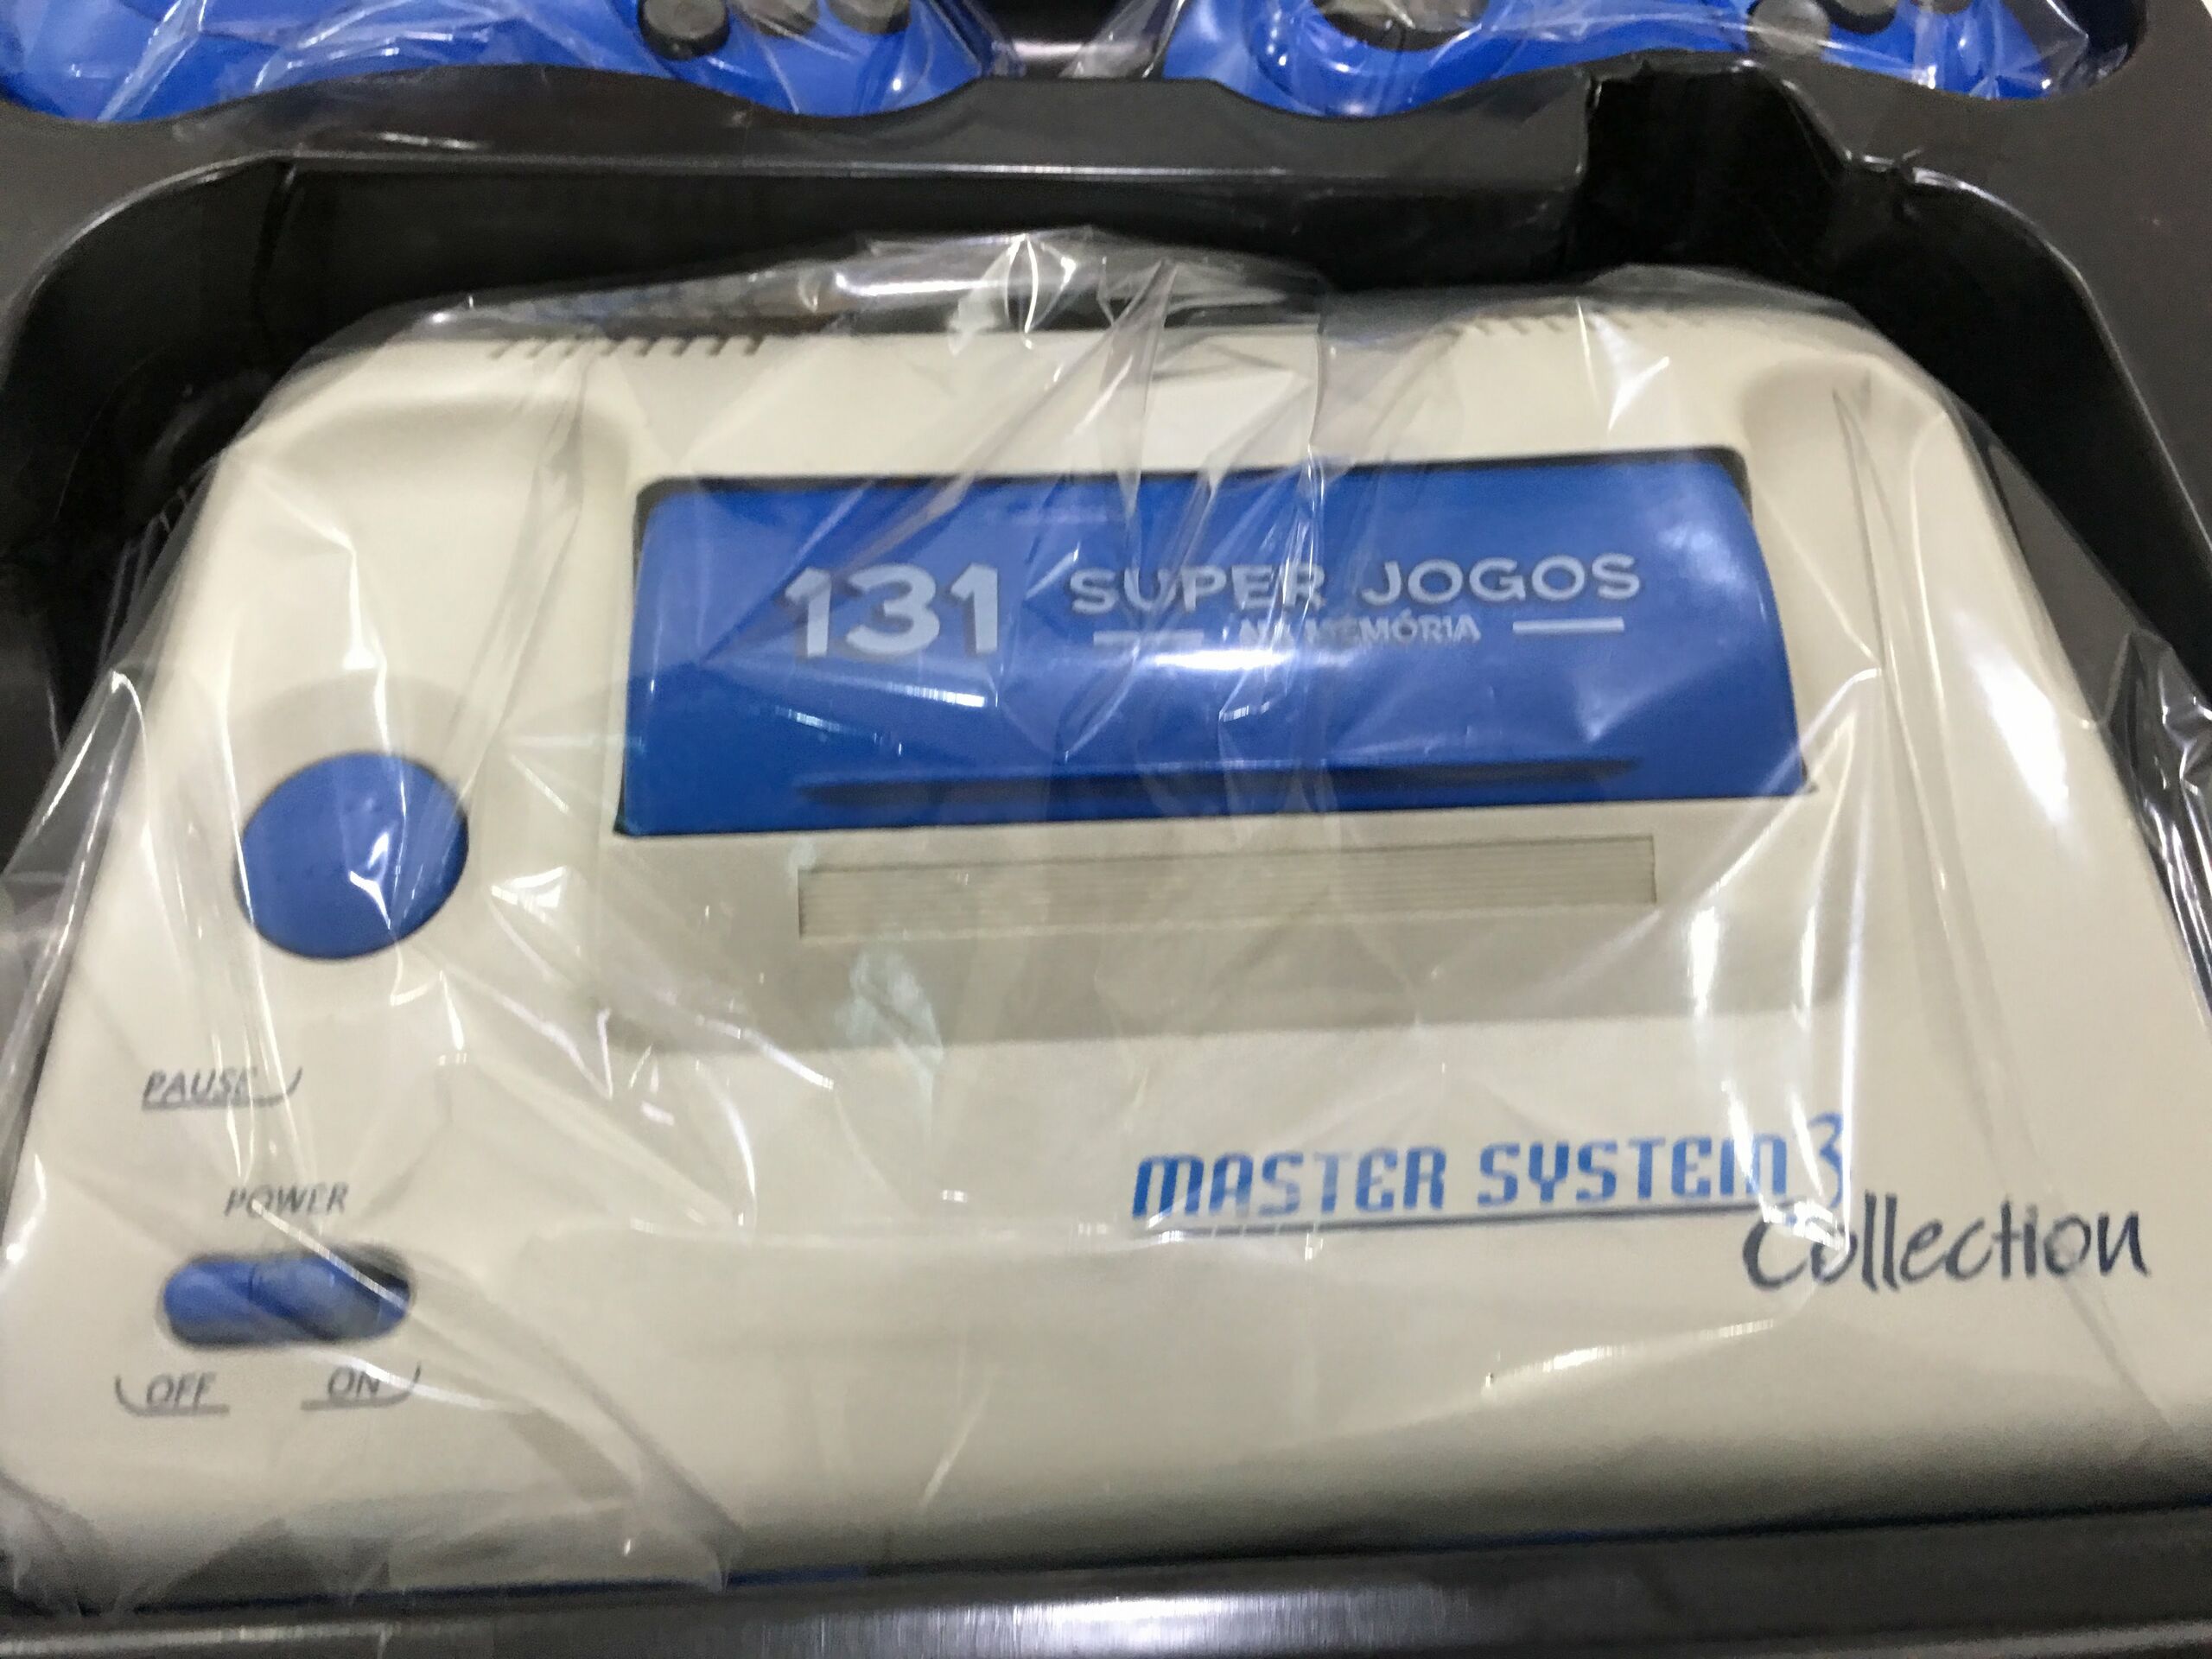 131 SUPER JOGOS
NA MEMÓRIA
PAUSE
POWER
OFF ON
MASTER SYSTEM 3
Collection